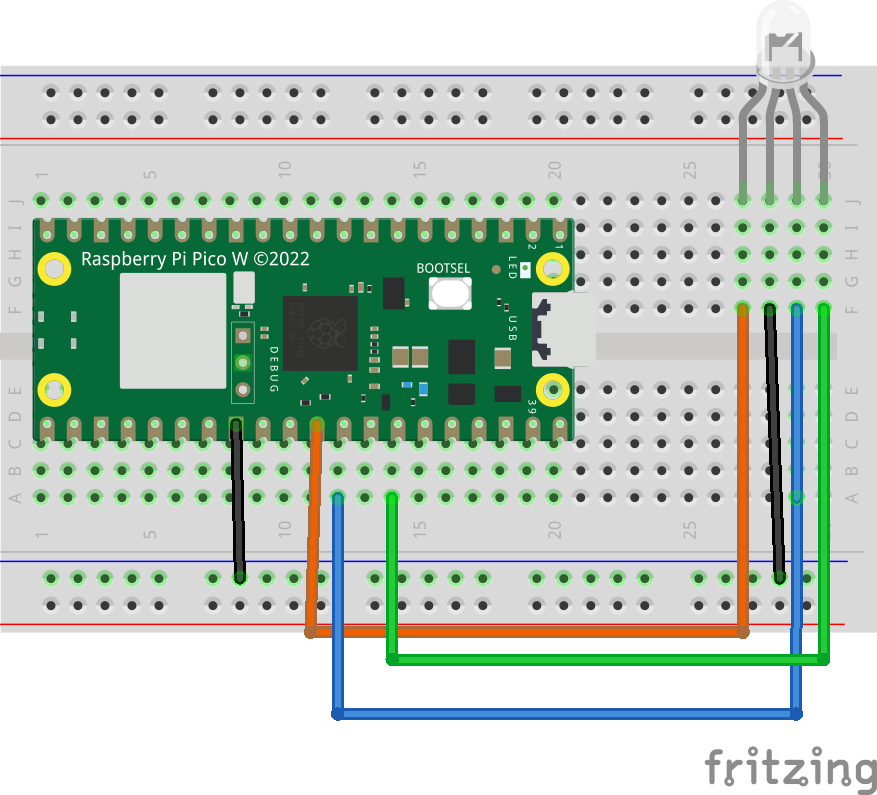 1 5 10 15 20 25 30
J J
I I
H H
G G
F F
2 1
Raspberry Pi Pico W ©2022
BOOTSEL
LED
USB
DEBUG
39
E E
D D
C C
B B
A A
1 5 10 15 20 25
fritzing